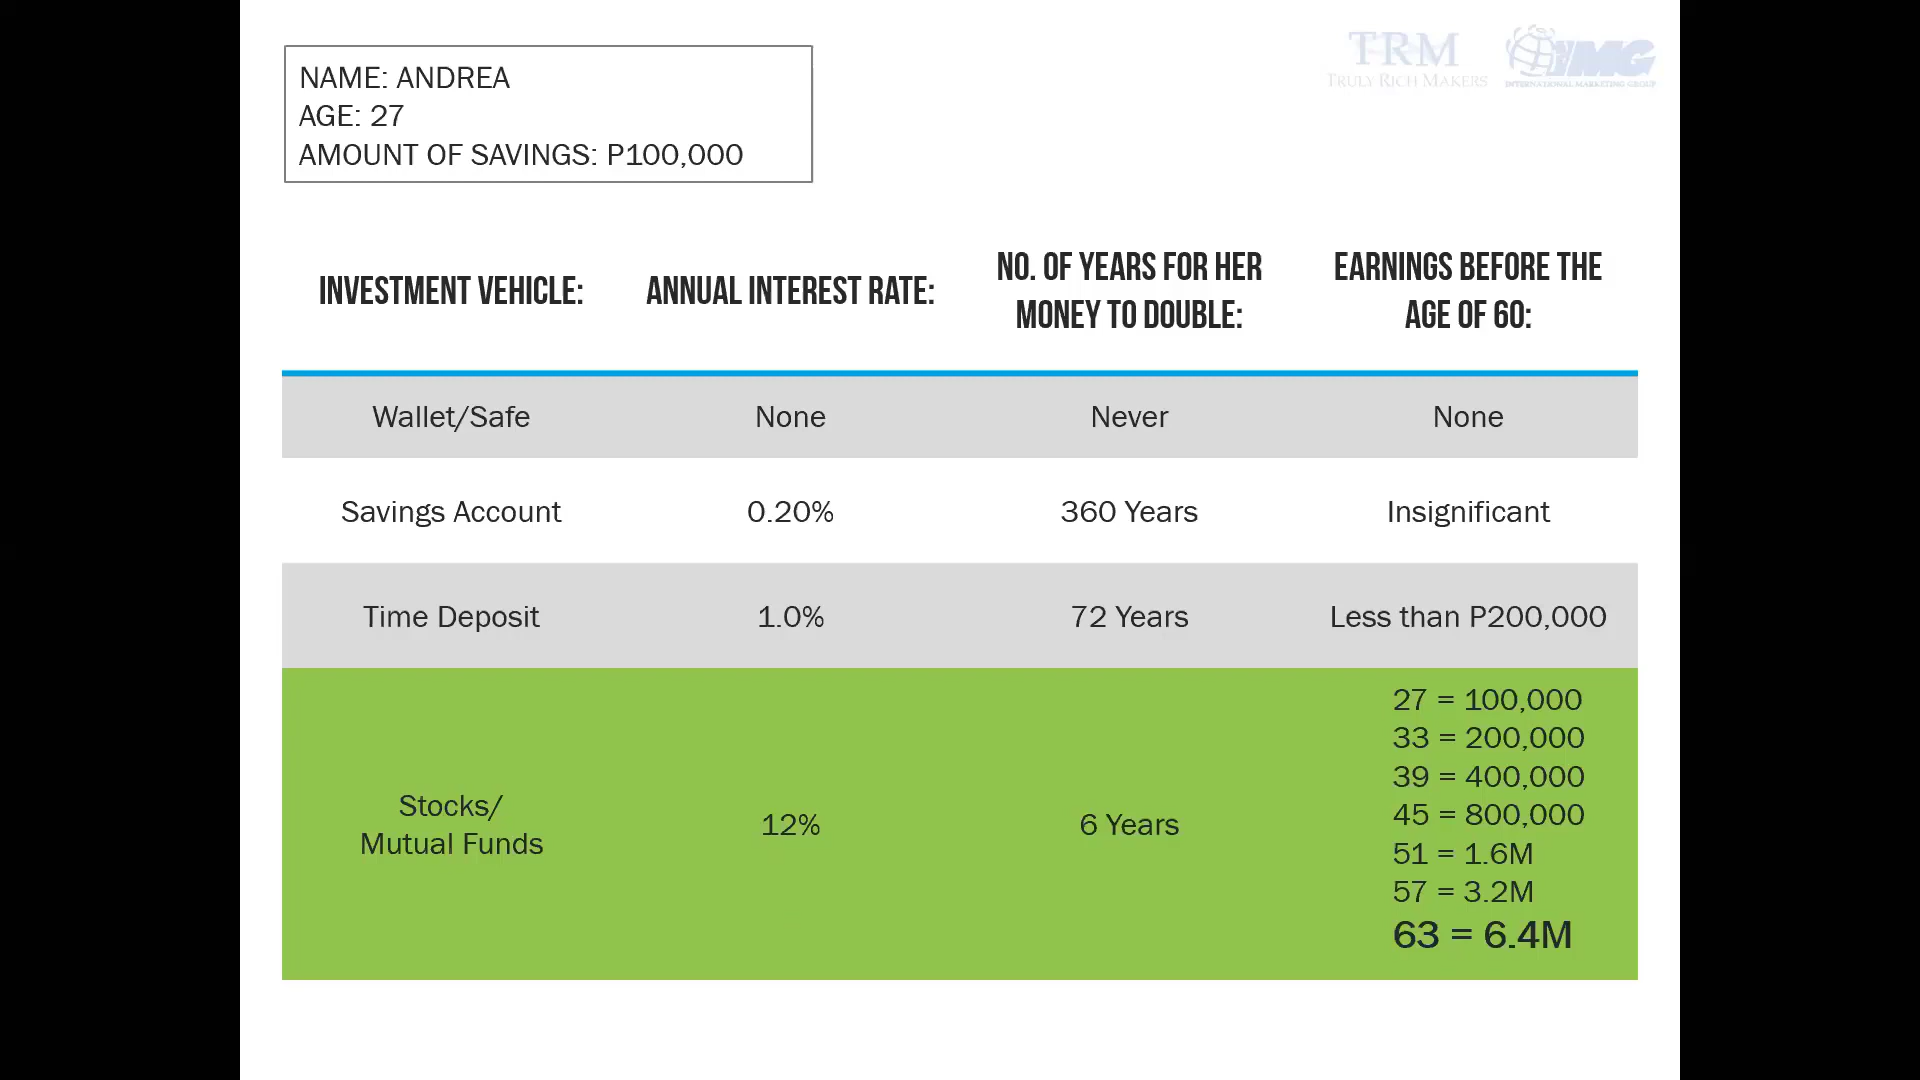 TRM
TRULY RICH MAKERS
IMG
INTERNATIONAL MARKETING GROUP
NAME: ANDREA
AGE: 27
AMOUNT OF SAVINGS: P100,000
INVESTMENT VEHICLE:
ANNUAL INTEREST RATE:
NO. OF YEARS FOR HER
MONEY TO DOUBLE:
EARNINGS BEFORE THE
AGE OF 60:
Wallet/Safe
None
Never
None
Savings Account
0.20%
360 Years
Insignificant
Time Deposit
1.0%
72 Years
Less than P200,000
Stocks/
Mutual Funds
12%
6 Years
27 = 100,000
33 = 200,000
39 = 400,000
45 = 800,000
51 = 1.6M
57 = 3.2M
63 = 6.4M